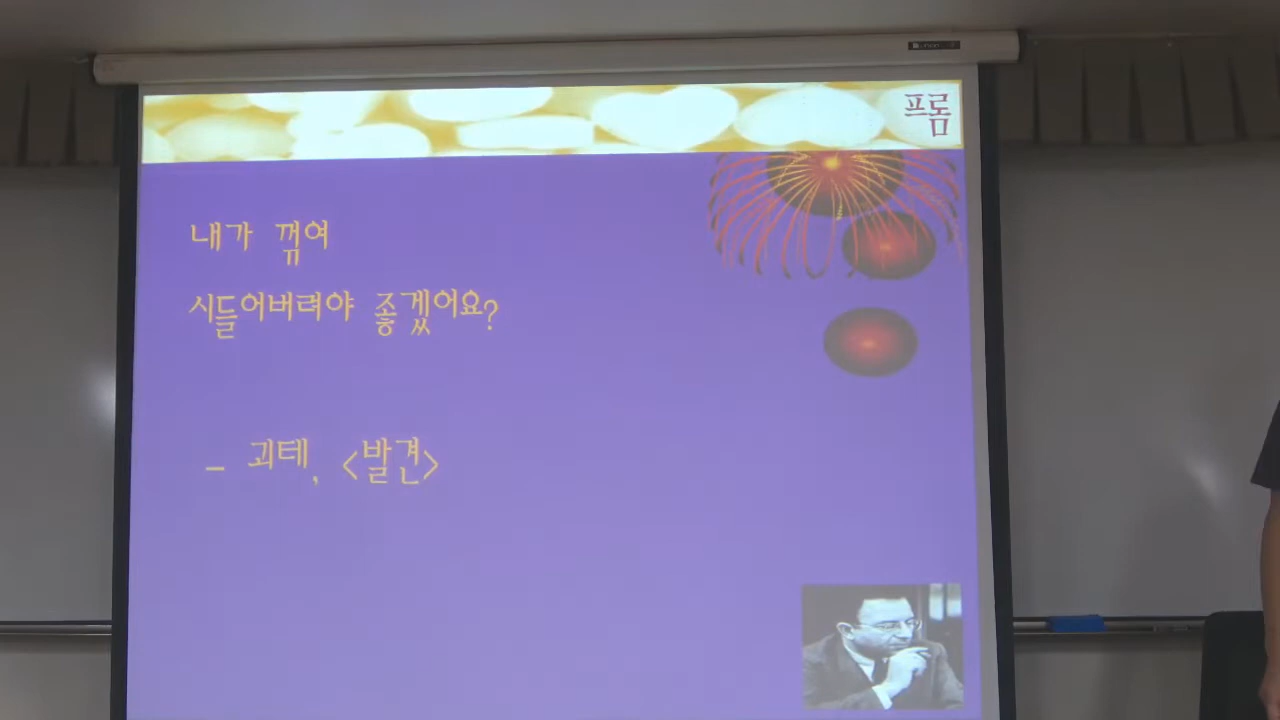 프롬
내가 꺾여
시들어버려야 좋겠어요?
- 괴테, <발견>